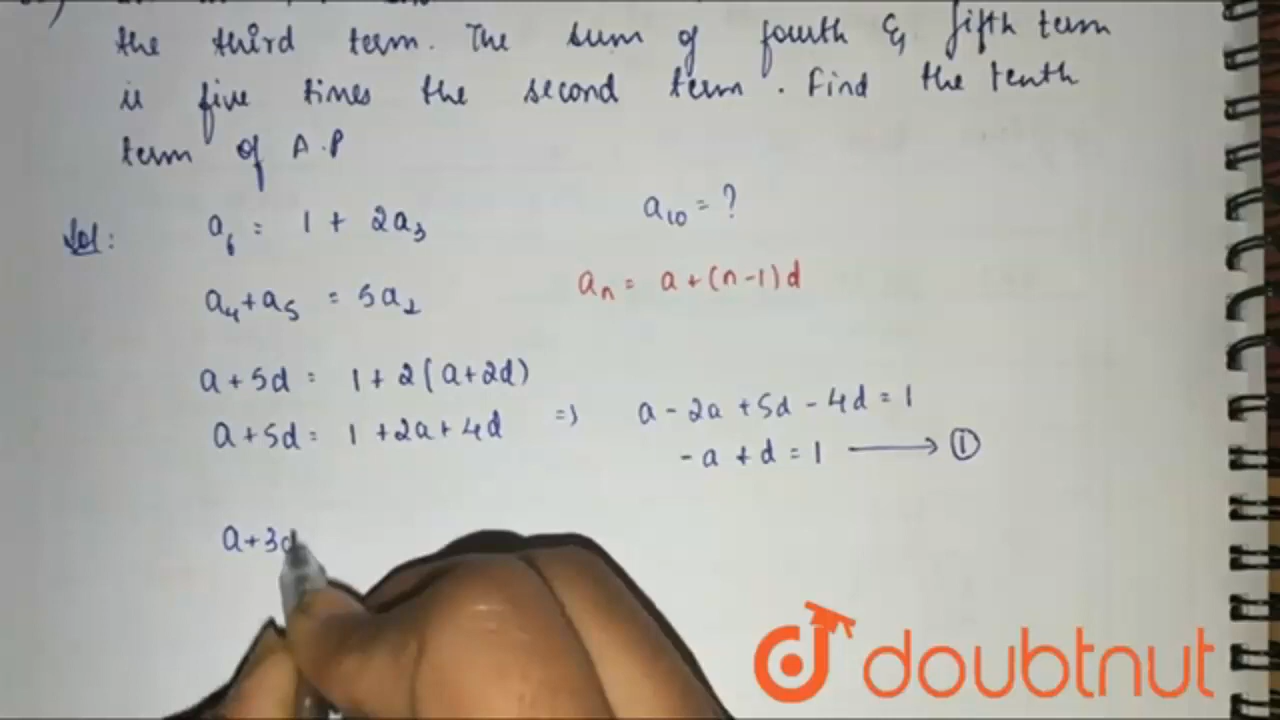 the third term. The sum of fourth & fifth term
is five times the second term. Find the tenth
term of A.P
Sol: a6 = 1 + 2a3
a10 = ?
a4+a5 = 5a2
an = a+(n-1)d
a+5d = 1+2(a+2d)
a+5d = 1+2a+4d => a-2a+5d-4d=1
-a+d=1 ⟶ ①
a+3d
doubtnut